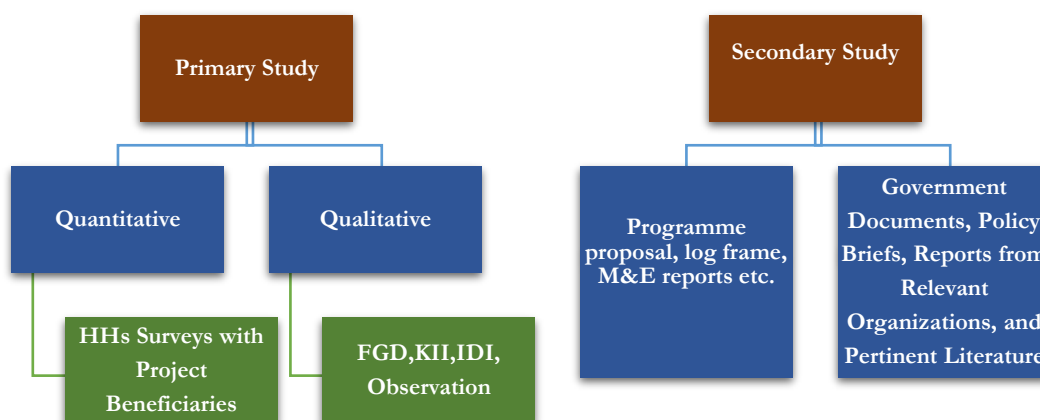 Primary Study
Quantitative
HHs Surveys with
Project
Beneficiaries
Qualitative
FGD,KII,IDI,
Observation
Secondary Study
Programme
proposal, log frame,
M&E reports etc.
Government
Documents, Policy
Briefs, Reports from
Relevant
Organizations, and
Pertinent Literature